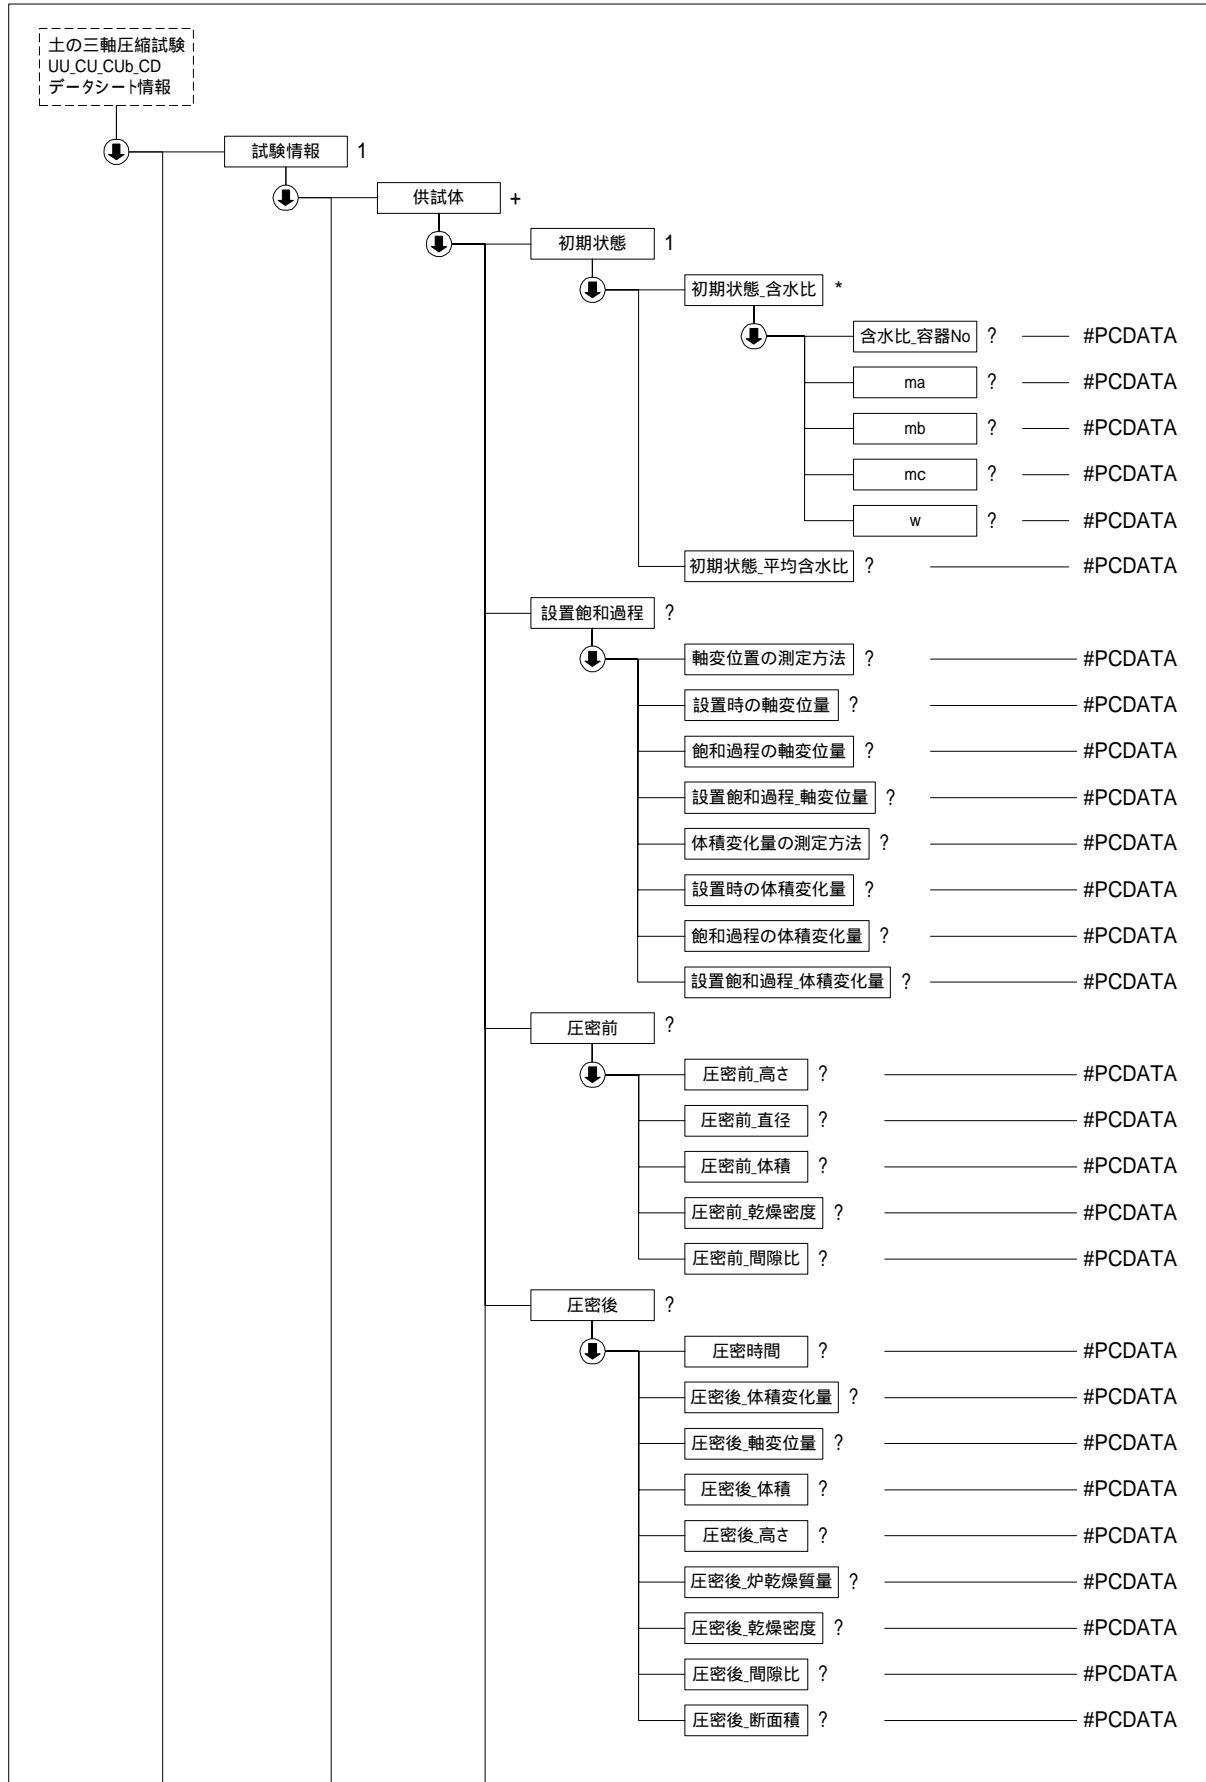 土の三軸圧縮試験
UU_CU_CUb_CD
データシート情報
試験情報 1
供試体 +
初期状態 1
初期状態_含水比 *
含水比_容器No ? #PCDATA
ma ? #PCDATA
mb ? #PCDATA
mc ? #PCDATA
w ? #PCDATA
初期状態_平均含水比 ? #PCDATA
設置飽和過程 ?
軸変位置の測定方法 ? #PCDATA
設置時の軸変位量 ? #PCDATA
飽和過程の軸変位量 ? #PCDATA
設置飽和過程_軸変位量 ? #PCDATA
体積変化量の測定方法 ? #PCDATA
設置時の体積変化量 ? #PCDATA
飽和過程の体積変化量 ? #PCDATA
設置飽和過程_体積変化量 ? #PCDATA
圧密前 ?
圧密前_高さ ? #PCDATA
圧密前_直径 ? #PCDATA
圧密前_体積 ? #PCDATA
圧密前_乾燥密度 ? #PCDATA
圧密前_間隙比 ? #PCDATA
圧密後 ?
圧密時間 ? #PCDATA
圧密後_体積変化量 ? #PCDATA
圧密後_軸変位量 ? #PCDATA
圧密後_体積 ? #PCDATA
圧密後_高さ ? #PCDATA
圧密後_炉乾燥質量 ? #PCDATA
圧密後_乾燥密度 ? #PCDATA
圧密後_間隙比 ? #PCDATA
圧密後_断面積 ? #PCDATA